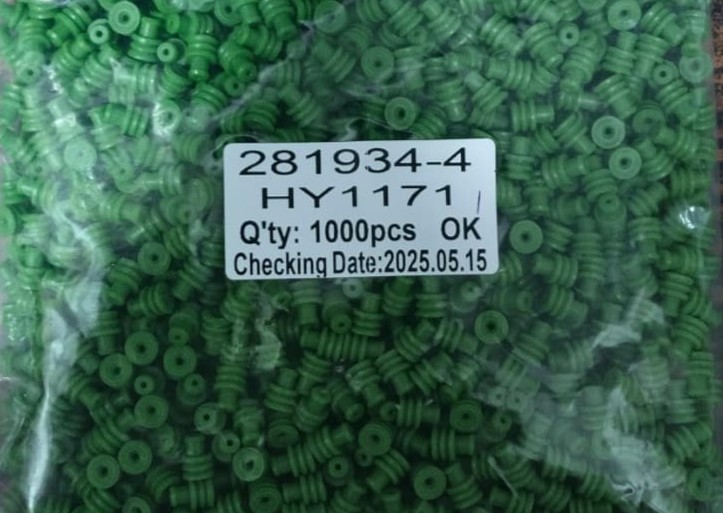 281934-4
HY1171
Q'ty: 1000pcs OK
Checking Date:2025.05.15